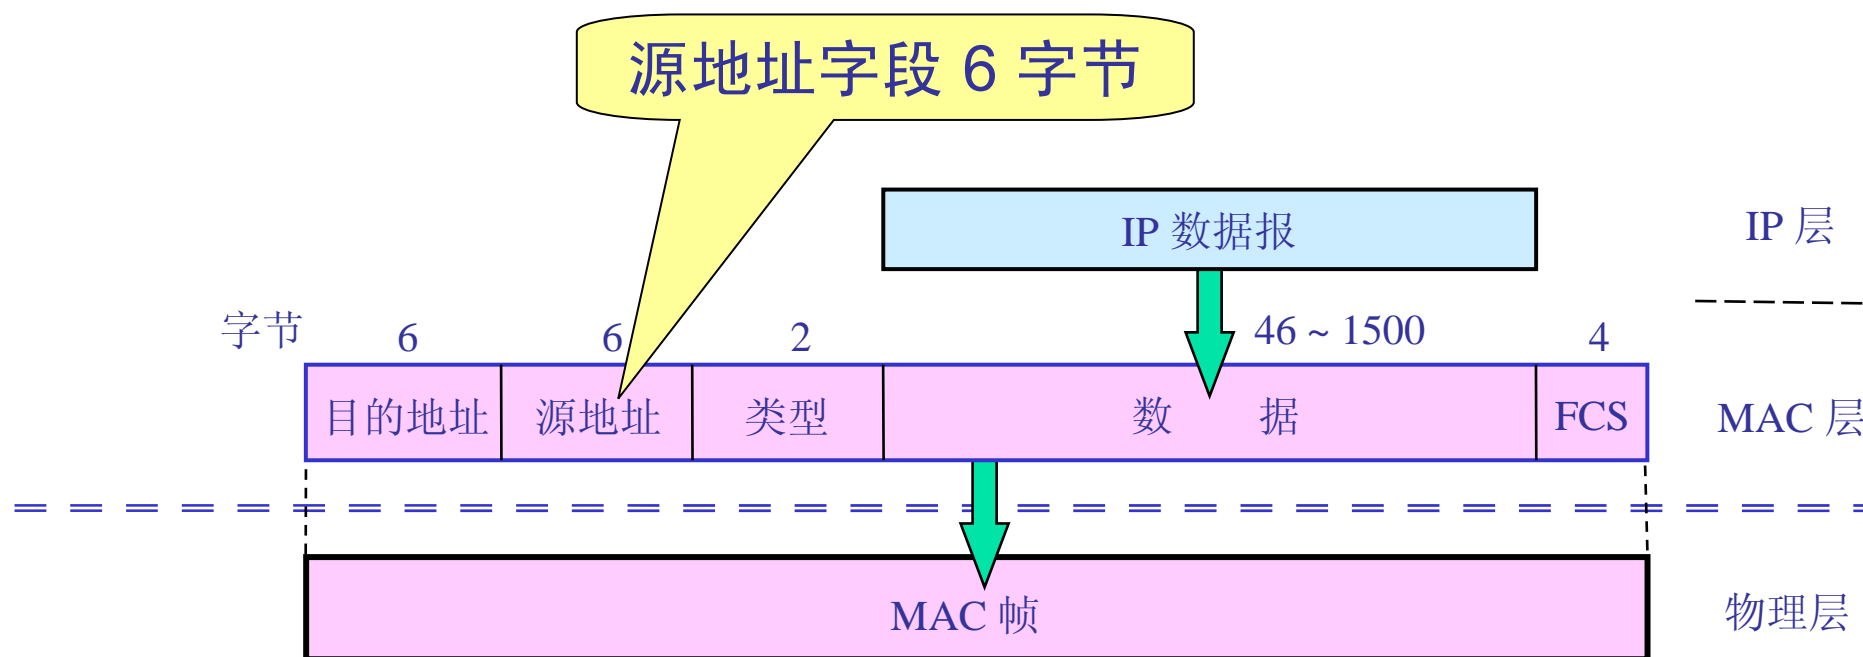 源地址字段 6 字节
IP 数据报
IP 层
字节 6 6 2 46 ~ 1500 4
目的地址 源地址 类型 数 据 FCS MAC 层
MAC 帧
物理层